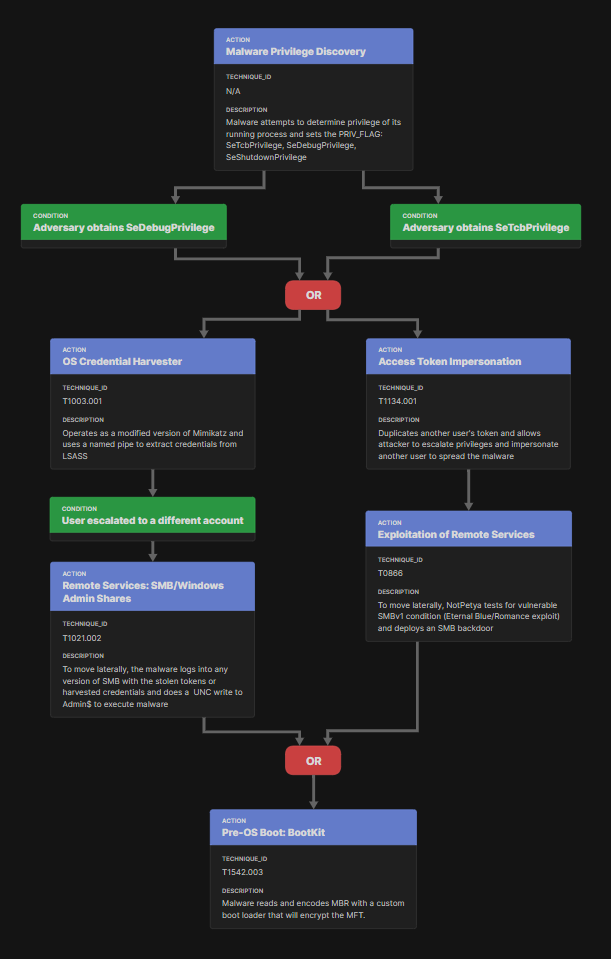 ACTION
Malware Privilege Discovery
TECHNIQUE_ID
N/A
DESCRIPTION
Malware attempts to determine privilege of its
running process and sets the PRIV_FLAG:
SeTcbPrivilege, SeDebugPrivilege,
SeShutdownPrivilege
CONDITION
Adversary obtains SeDebugPrivilege
CONDITION
Adversary obtains SeTcbPrivilege
OR
ACTION
OS Credential Harvester
TECHNIQUE_ID
T1003.001
DESCRIPTION
Operates as a modified version of Mimikatz and
uses a named pipe to extract credentials from
LSASS
ACTION
Access Token Impersonation
TECHNIQUE_ID
T1134.001
DESCRIPTION
Duplicates another user's token and allows
attacker to escalate privileges and impersonate
another user to spread the malware
CONDITION
User escalated to a different account
ACTION
Exploitation of Remote Services
TECHNIQUE_ID
T0866
DESCRIPTION
To move laterally, NotPetya tests for vulnerable
SMBv1 condition (Eternal Blue/Romance exploit)
and deploys an SMB backdoor
ACTION
Remote Services: SMB/Windows
Admin Shares
TECHNIQUE_ID
T1021.002
DESCRIPTION
To move laterally, the malware logs into any
version of SMB with the stolen tokens or
harvested credentials and does a UNC write to
Admin$ to execute malware
OR
ACTION
Pre-OS Boot: BootKit
TECHNIQUE_ID
T1542.003
DESCRIPTION
Malware reads and encodes MBR with a custom
boot loader that will encrypt the MFT.